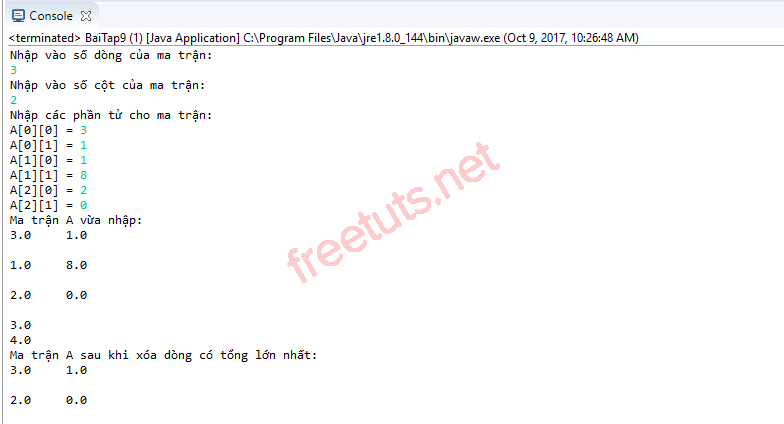 Console
<terminated> BaiTap9 (1) [Java Application] C:\Program Files\Java\jre1.8.0_144\bin\javaw.exe (Oct 9, 2017, 10:26:48 AM)
Nhập vào số dòng của ma trận:
3
Nhập vào số cột của ma trận:
2
Nhập các phần tử cho ma trận:
A[0][0] = 3
A[0][1] = 1
A[1][0] = 1
A[1][1] = 8
A[2][0] = 2
A[2][1] = 0
Ma trận A vừa nhập:
3.0 1.0
1.0 8.0
2.0 0.0
3.0
4.0
Ma trận A sau khi xóa dòng có tổng lớn nhất:
3.0 1.0
2.0 0.0
freetuts.net